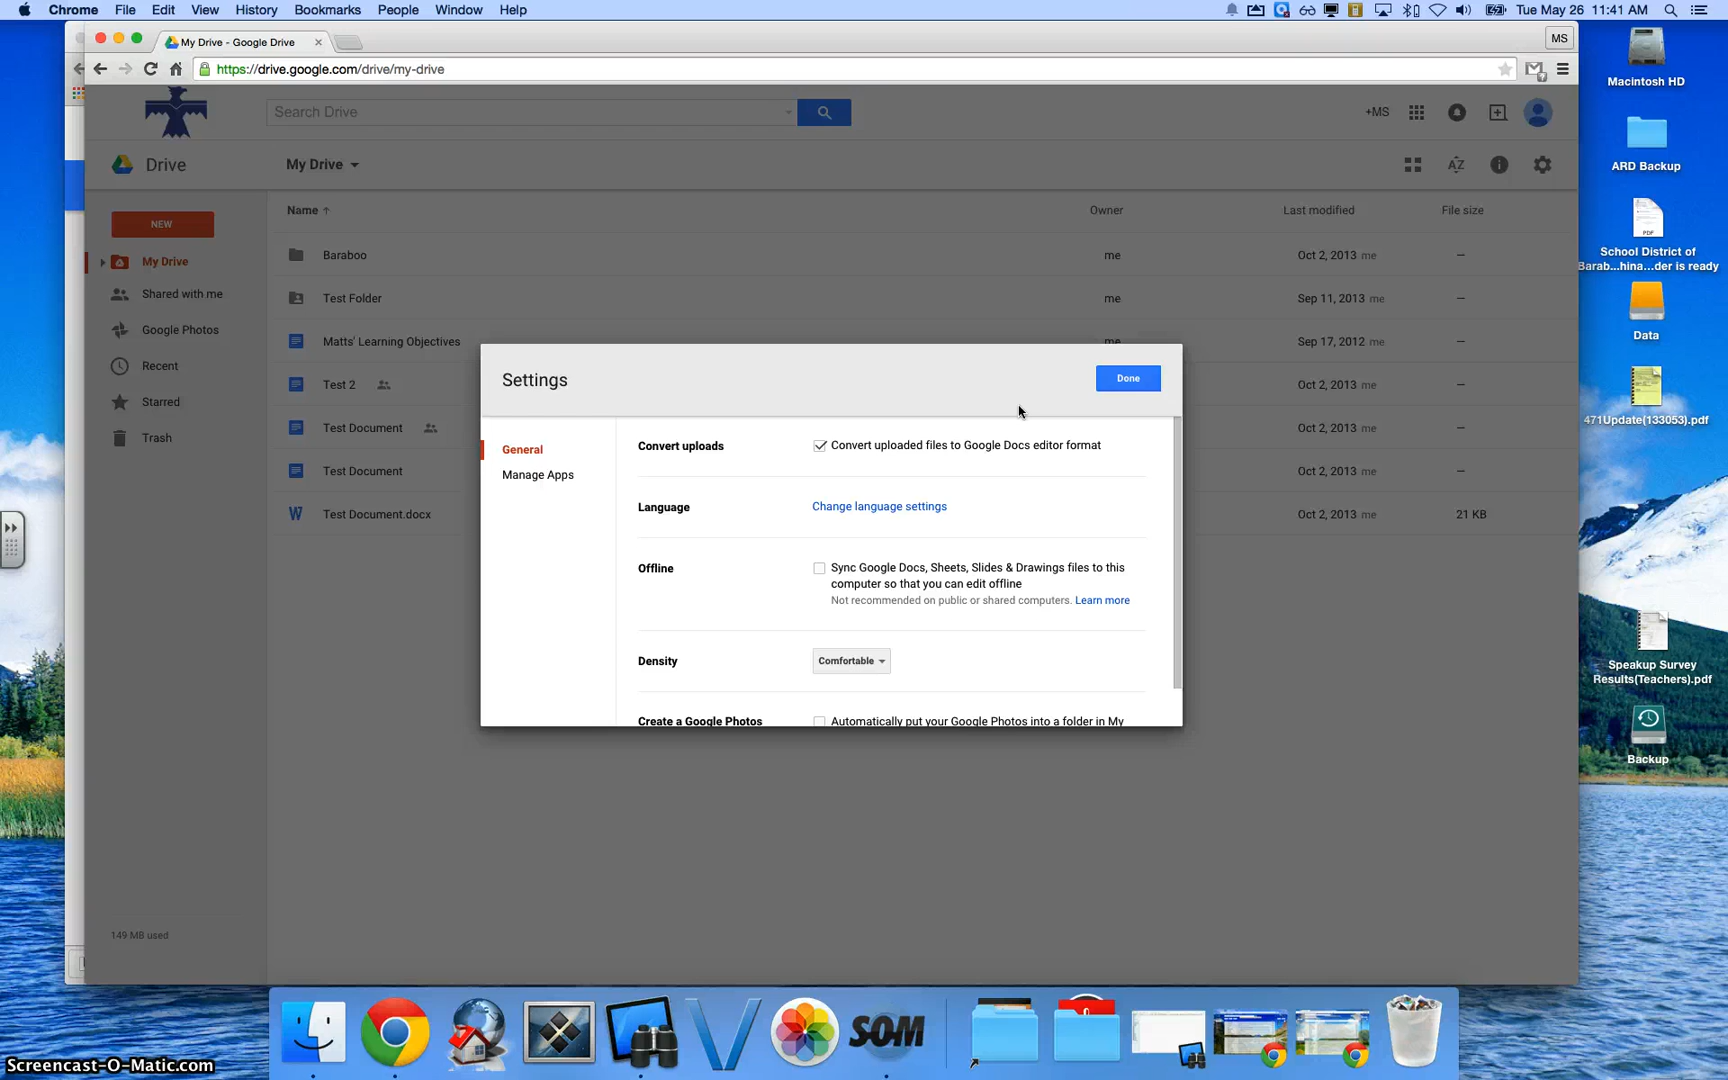 Chrome File Edit View History Bookmarks People Window Help
Tue May 26 11:41 AM
My Drive - Google Drive
MS
https://drive.google.com/drive/my-drive
Search Drive
+MS
Drive
My Drive
NEW
My Drive
Shared with me
Google Photos
Recent
Starred
Trash
149 MB used
Name Owner Last modified File size
Baraboo me Oct 2, 2013 me —
Test Folder me Sep 11, 2013 me —
Matts' Learning Objectives me Sep 17, 2012 me —
Test 2 Oct 2, 2013 me —
Test Document Oct 2, 2013 me —
Test Document Oct 2, 2013 me —
W Test Document.docx Oct 2, 2013 me 21 KB
Settings
Done
General
Manage Apps
Convert uploads
Convert uploaded files to Google Docs editor format
Language
Change language settings
Offline
Sync Google Docs, Sheets, Slides & Drawings files to this
computer so that you can edit offline
Not recommended on public or shared computers. Learn more
Density
Comfortable
Create a Google Photos
Automatically put your Google Photos into a folder in My
Macintosh HD
ARD Backup
PDF
School District of
Barab...hina...der is ready
Data
471Update(133053).pdf
Speakup Survey
Results(Teachers).pdf
Backup
SOM
Screencast-O-Matic.com